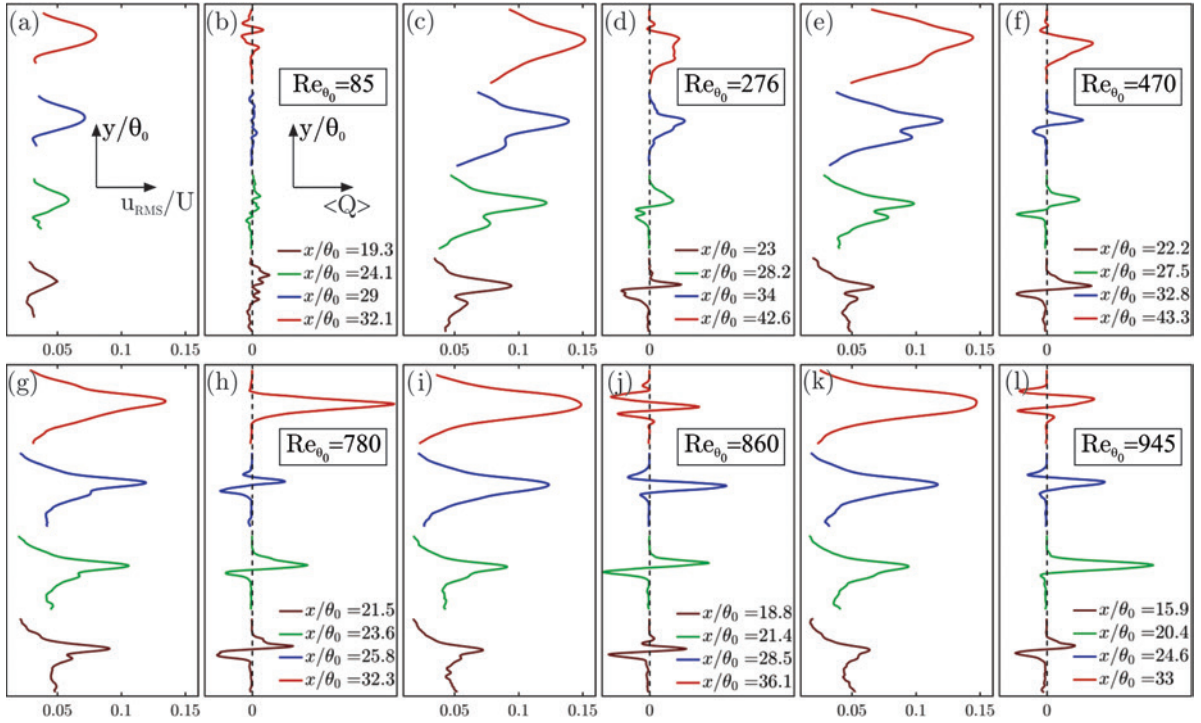 (a)
(b)
(c)
(d)
(e)
(f)
Re_θ₀=85
Re_θ₀=276
Re_θ₀=470
y/θ₀
y/θ₀
u_RMS/U
<Q>
x/θ₀=19.3
x/θ₀=24.1
x/θ₀=29
x/θ₀=32.1
x/θ₀=23
x/θ₀=28.2
x/θ₀=34
x/θ₀=42.6
x/θ₀=22.2
x/θ₀=27.5
x/θ₀=32.8
x/θ₀=43.3
0.05 0.1 0.15 0 0.05 0.1 0.15 0 0.05 0.1 0.15 0
(g)
(h)
(i)
(j)
(k)
(l)
Re_θ₀=780
Re_θ₀=860
Re_θ₀=945
x/θ₀=21.5
x/θ₀=23.6
x/θ₀=25.8
x/θ₀=32.3
x/θ₀=18.8
x/θ₀=21.4
x/θ₀=28.5
x/θ₀=36.1
x/θ₀=15.9
x/θ₀=20.4
x/θ₀=24.6
x/θ₀=33
0.05 0.1 0.15 0 0.05 0.1 0.15 0 0.05 0.1 0.15 0